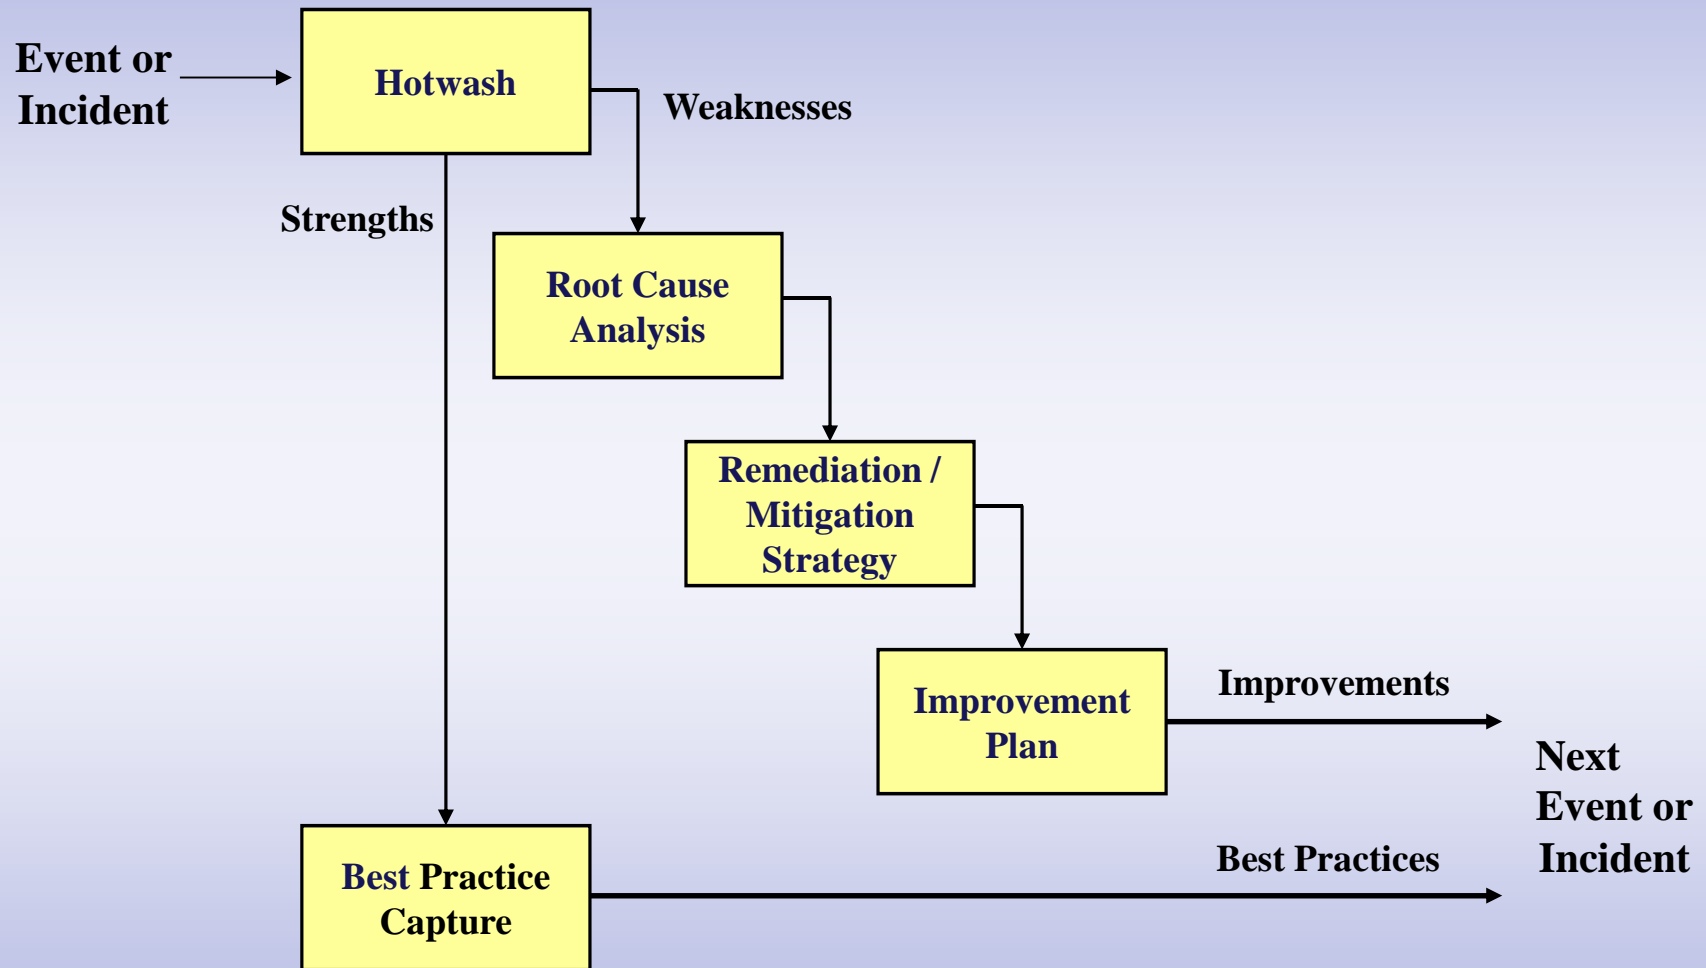 Event or
Incident
Hotwash
Weaknesses
Strengths
Root Cause
Analysis
Remediation /
Mitigation
Strategy
Improvement
Plan
Improvements
Next
Event or
Incident
Best Practice
Capture
Best Practices